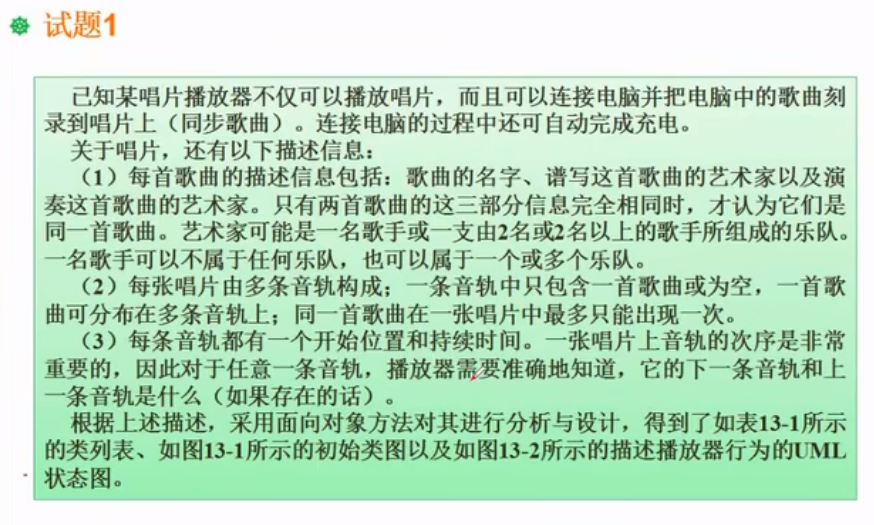 试题1
已知某唱片播放器不仅可以播放唱片，而且可以连接电脑并把电脑中的歌曲刻
录到唱片上（同步歌曲）。连接电脑的过程中还可自动完成充电。
关于唱片，还有以下描述信息：
（1）每首歌曲的描述信息包括：歌曲的名字、谱写这首歌曲的艺术家以及演
奏这首歌曲的艺术家。只有两首歌曲的这三部分信息完全相同时，才认为它们是
同一首歌曲。艺术家可能是一名歌手或一支由2名或2名以上的歌手所组成的乐队。
一名歌手可以不属于任何乐队，也可以属于一个或多个乐队。
（2）每张唱片由多条音轨构成；一条音轨中只包含一首歌曲或为空，一首歌
曲可分布在多条音轨上；同一首歌曲在一张唱片中最多只能出现一次。
（3）每条音轨都有一个开始位置和持续时间。一张唱片上音轨的次序是非常
重要的，因此对于任意一条音轨，播放器需要准确地知道，它的下一条音轨和上
一条音轨是什么（如果存在的话）。
根据上述描述，采用面向对象方法对其进行分析与设计，得到了如表13-1所示
的类列表、如图13-1所示的初始类图以及如图13-2所示的描述播放器行为的UML
状态图。